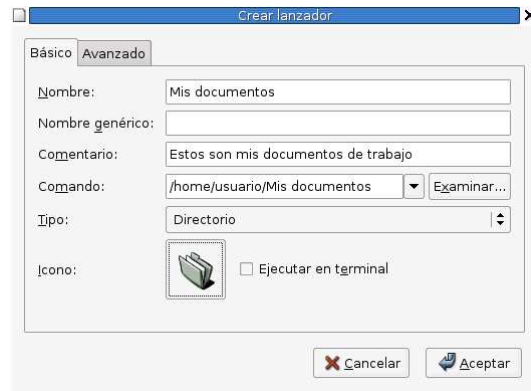 Crear lanzador
Básico Avanzado
Nombre: Mis documentos
Nombre genérico:
Comentario: Estos son mis documentos de trabajo
Comando: /home/usuario/Mis documentos Examinar...
Tipo: Directorio
Icono: Ejecutar en terminal
Cancelar Aceptar